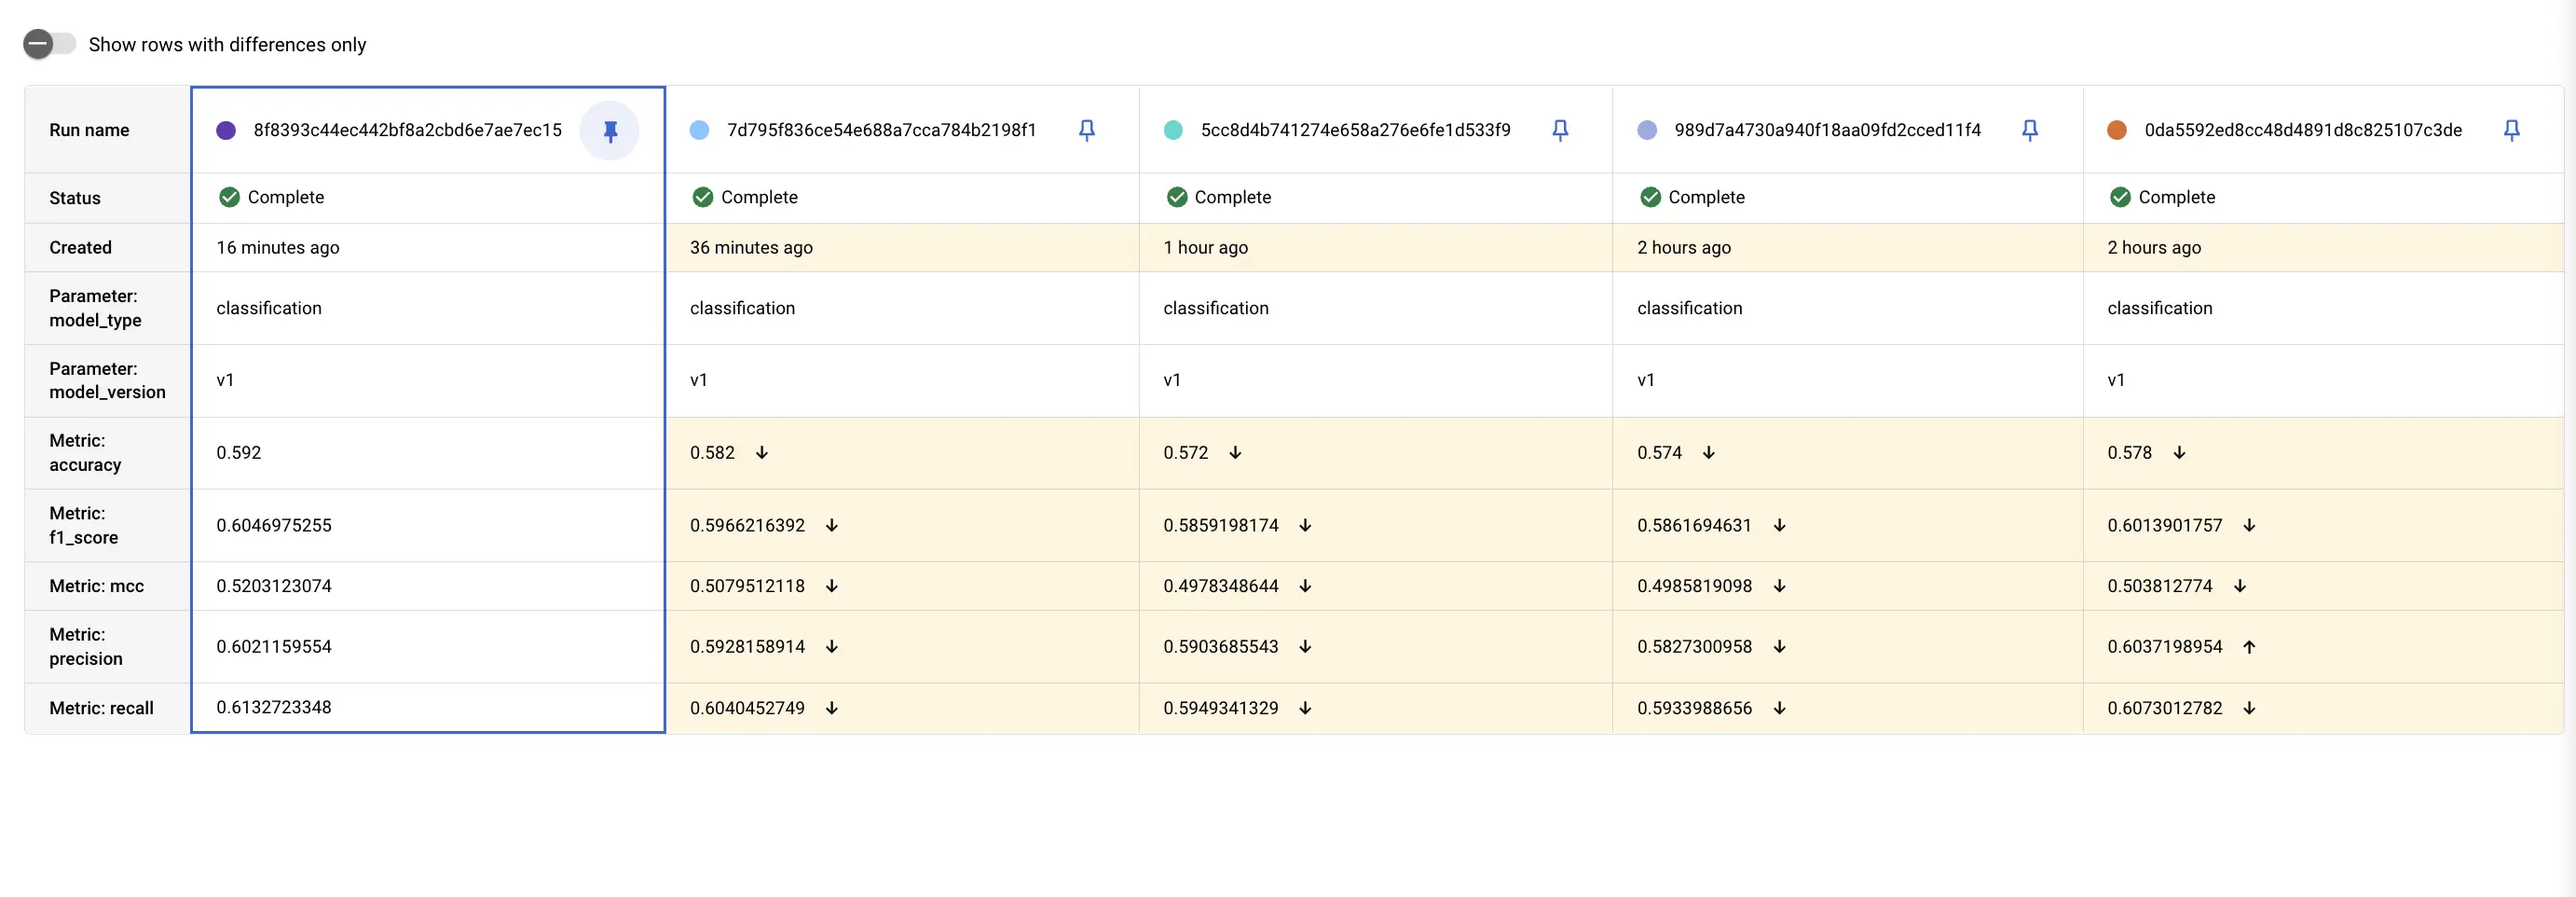 Show rows with differences only
Run name 8f8393c44ec442bf8a2cbd6e7ae7ec15 7d795f836ce54e688a7cca784b2198f1 5cc8d4b741274e658a276e6fe1d533f9 989d7a4730a940f18aa09fd2cced11f4 0da5592ed8cc48d4891d8c825107c3de
Status Complete Complete Complete Complete Complete
Created 16 minutes ago 36 minutes ago 1 hour ago 2 hours ago 2 hours ago
Parameter:
model_type classification classification classification classification classification
Parameter:
model_version v1 v1 v1 v1 v1
Metric:
accuracy 0.592 0.582 ↓ 0.572 ↓ 0.574 ↓ 0.578 ↓
Metric:
f1_score 0.6046975255 0.5966216392 ↓ 0.5859198174 ↓ 0.5861694631 ↓ 0.6013901757 ↓
Metric: mcc 0.5203123074 0.5079512118 ↓ 0.4978348644 ↓ 0.4985819098 ↓ 0.503812774 ↓
Metric:
precision 0.6021159554 0.5928158914 ↓ 0.5903685543 ↓ 0.5827300958 ↓ 0.6037198954 ↑
Metric: recall 0.6132723348 0.6040452749 ↓ 0.5949341329 ↓ 0.5933988656 ↓ 0.6073012782 ↓